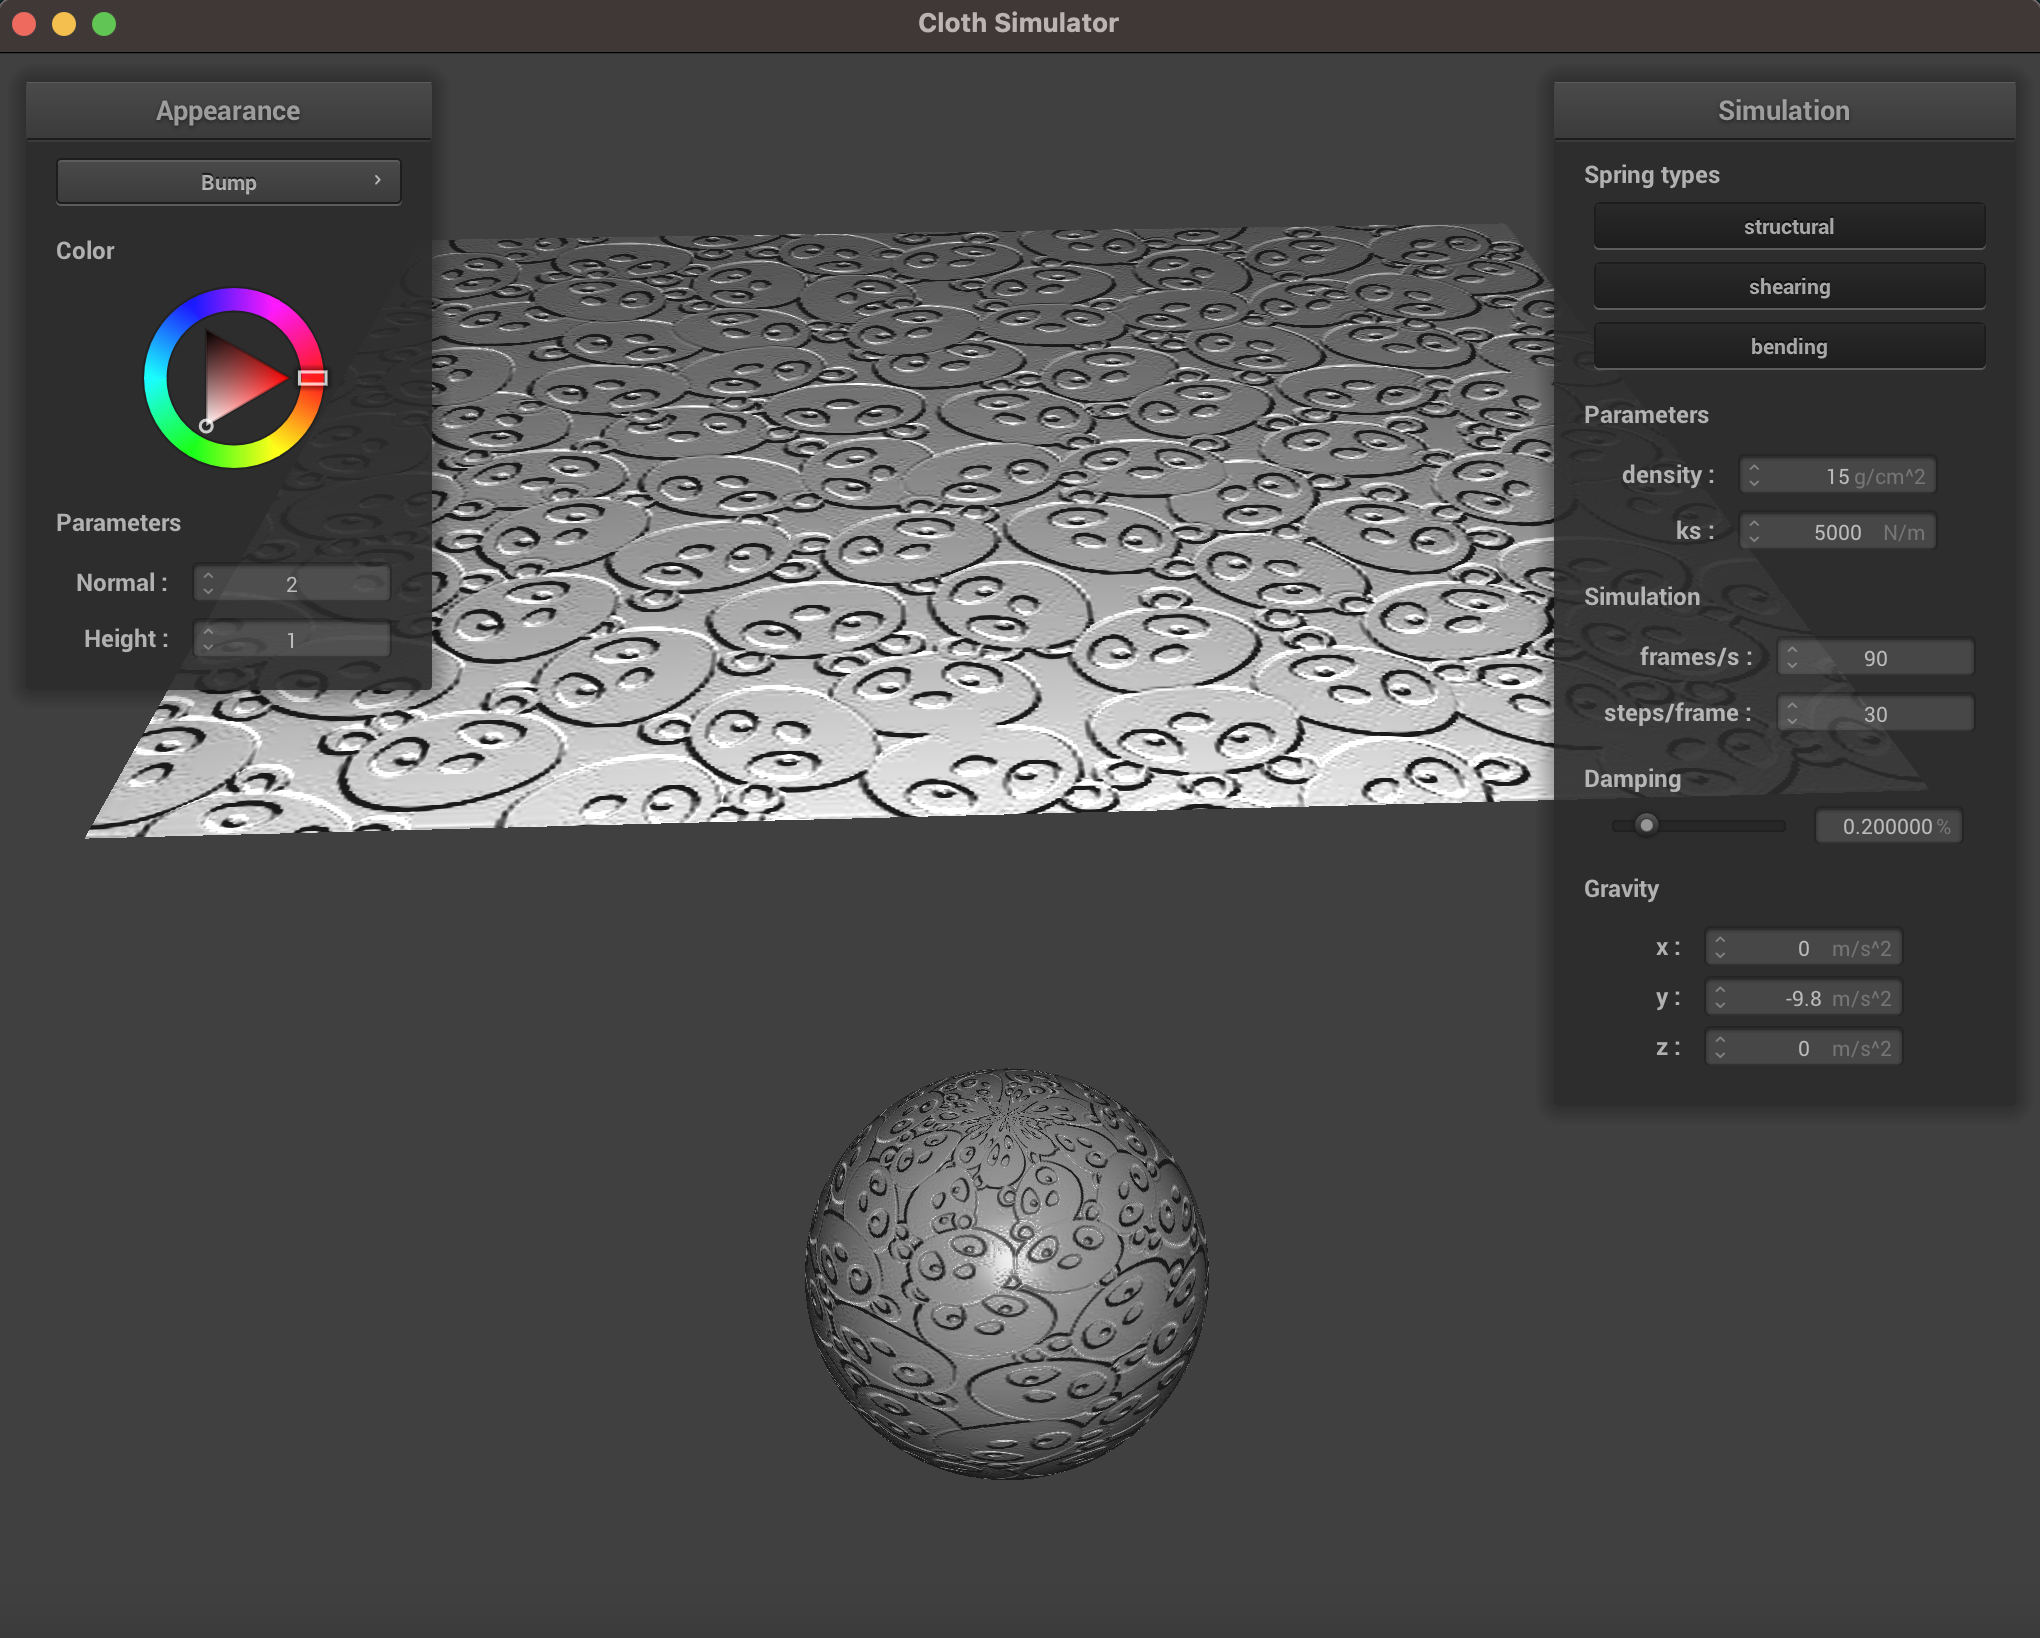 Cloth Simulator
Appearance
Bump
Color
Parameters
Normal : 2
Height : 1
Simulation
Spring types
structural
shearing
bending
Parameters
density : 15 g/cm^2
ks : 5000 N/m
Simulation
frames/s : 90
steps/frame : 30
Damping
0.200000 %
Gravity
x : 0 m/s^2
y : -9.8 m/s^2
z : 0 m/s^2